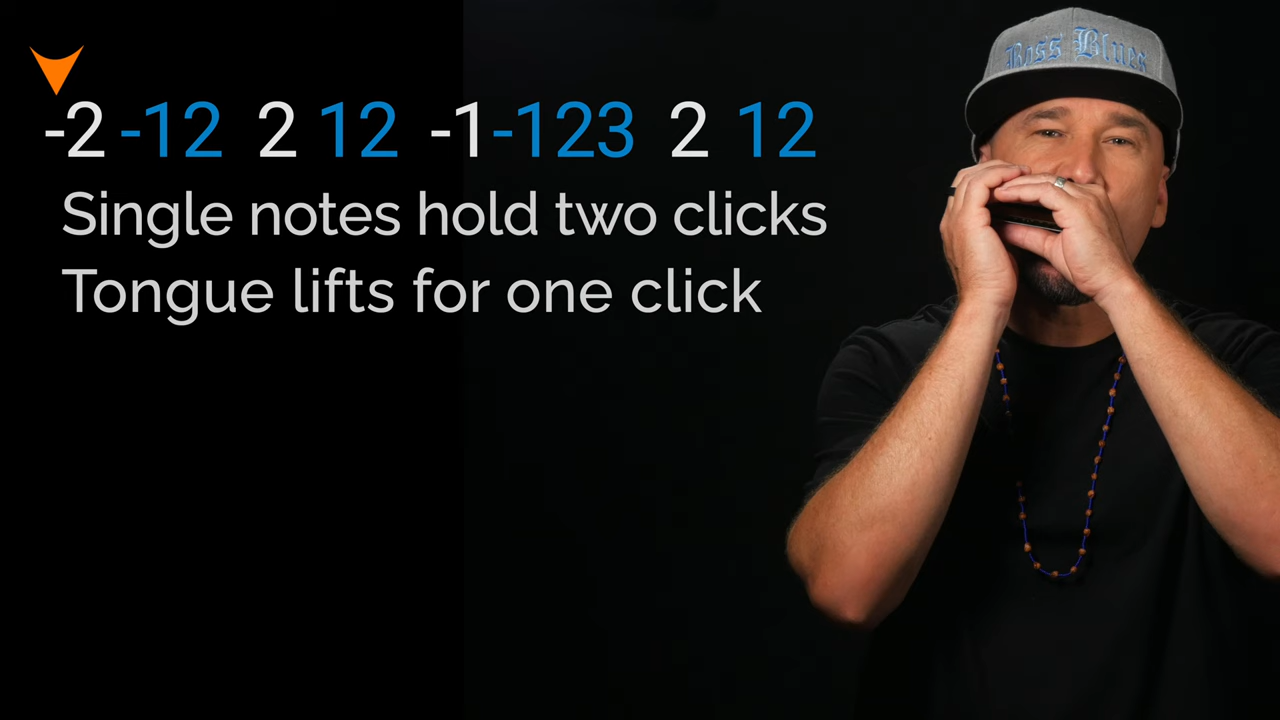 Bass Blues
-2 -12 2 12 -1 -123 2 12
Single notes hold two clicks
Tongue lifts for one click